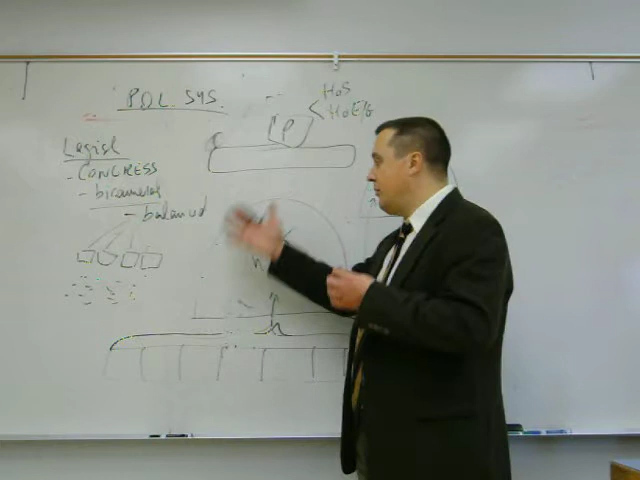 POL. SYS.
HoS
HoE/G
P
Legisl
- CONGRESS
- bicameral
- balanced